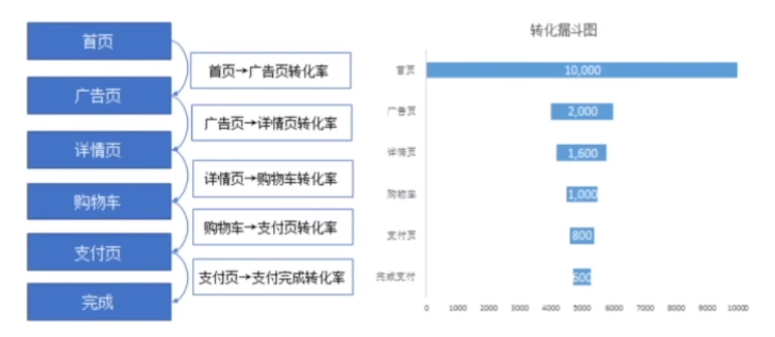 首页
广告页
详情页
购物车
支付页
完成
首页→广告页转化率
广告页→详情页转化率
详情页→购物车转化率
购物车→支付页转化率
支付页→支付完成转化率
转化漏斗图
首页 10,000
广告页 2,000
详情页 1,600
购物车 1,000
支付页 800
完成支付 600
0 1000 2000 3000 4000 5000 6000 7000 8000 9000 10000